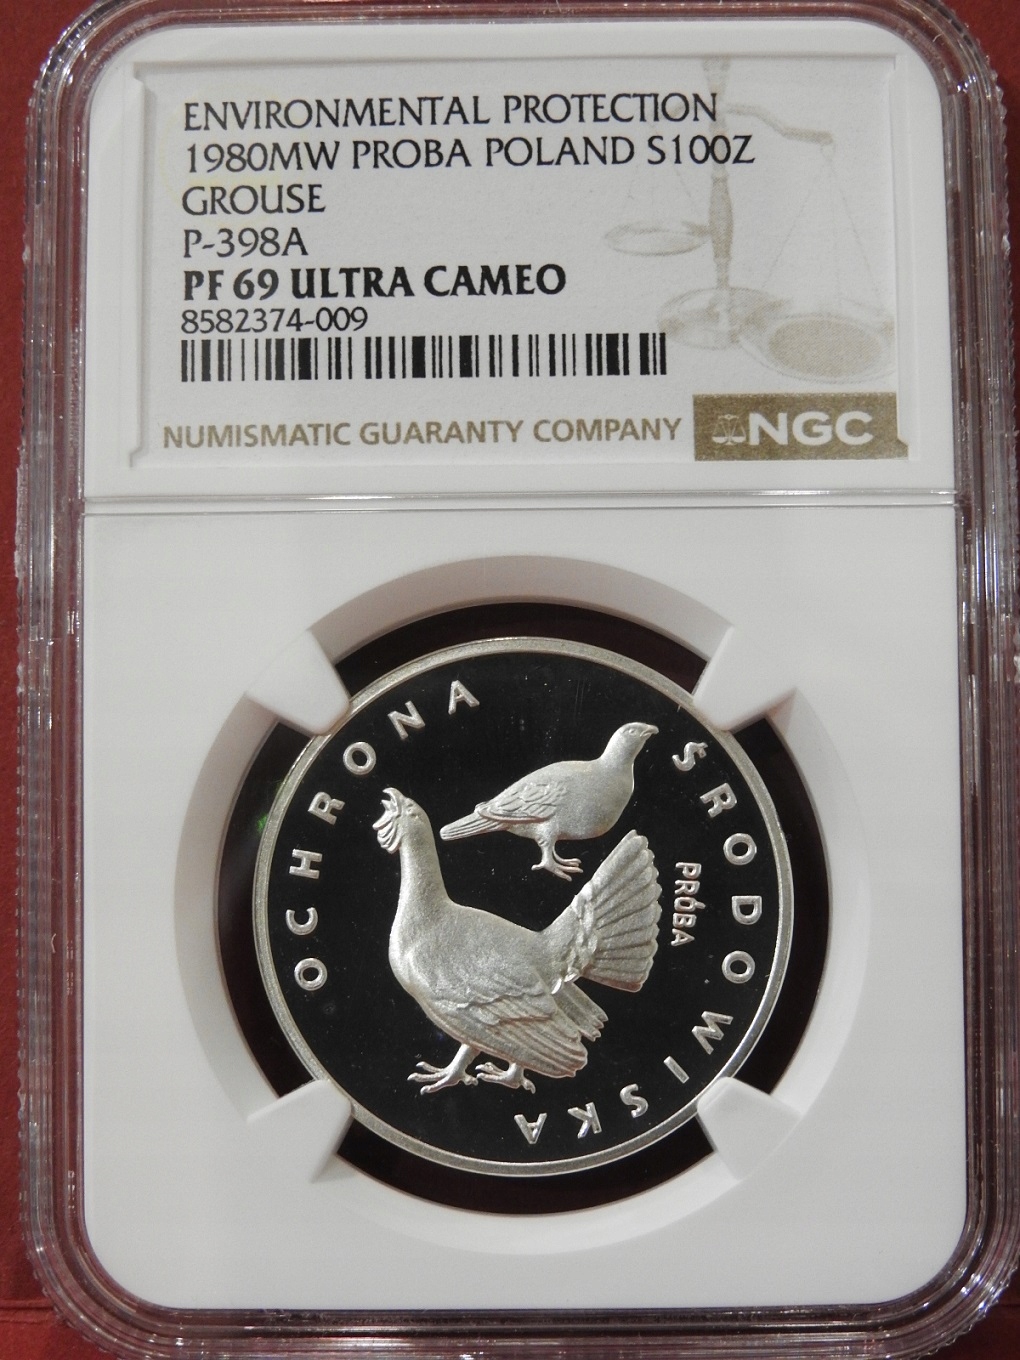 ENVIRONMENTAL PROTECTION
1980MW PROBA POLAND S100Z
GROUSE
P-398A
PF 69 ULTRA CAMEO
8582374-009
NUMISMATIC GUARANTY COMPANY NGC
OCHRONA ŚRODOWISKA
PRÓBA